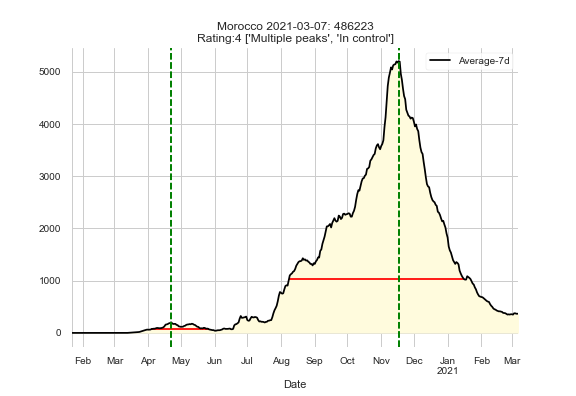 Morocco 2021-03-07: 486223
Rating:4 ['Multiple peaks', 'In control']
Average-7d
5000
4000
3000
2000
1000
0
Feb Mar Apr May Jun Jul Aug Sep Oct Nov Dec Jan Feb Mar
2021
Date